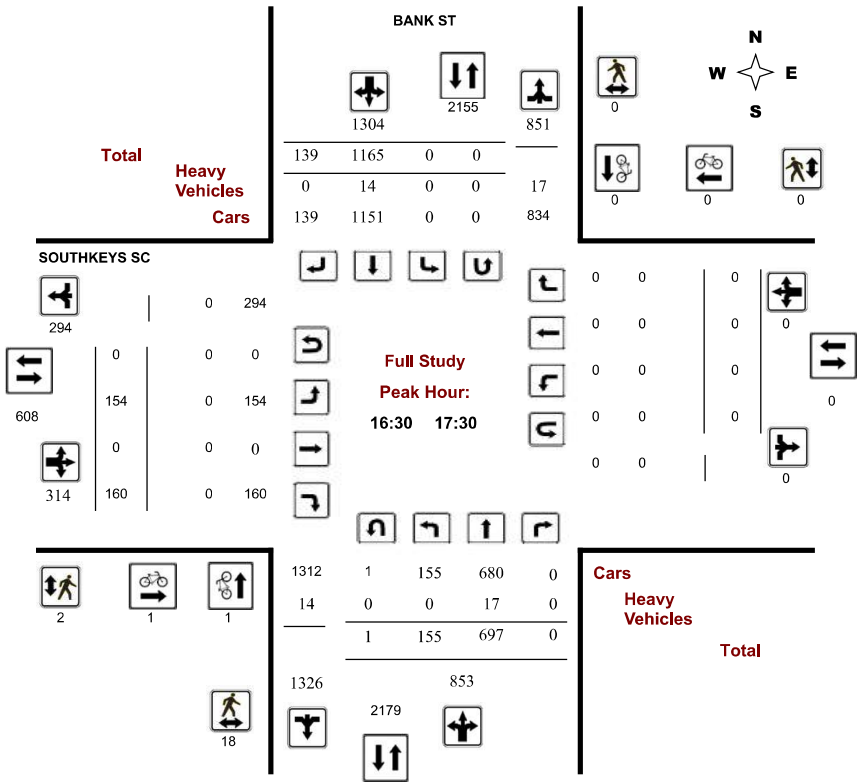 BANK ST
N
W E
S
2155
0
1304 851
Total 139 1165 0 0
Heavy
Vehicles 0 14 0 0 17
Cars 139 1151 0 0 834
0 0 0
SOUTHKEYS SC
294 0 294
0 0 0 0
0 0 0 0 0 0
608 154 0 154
0 0 0 0
0 0 0 0
314 160 0 160
0 0 0 0
0 0 0
Full Study
Peak Hour:
16:30 17:30
1312 1 155 680 0 Cars
14 0 0 17 0 Heavy
Vehicles
1 155 697 0 Total
2 1 1
1326 853
2179
18